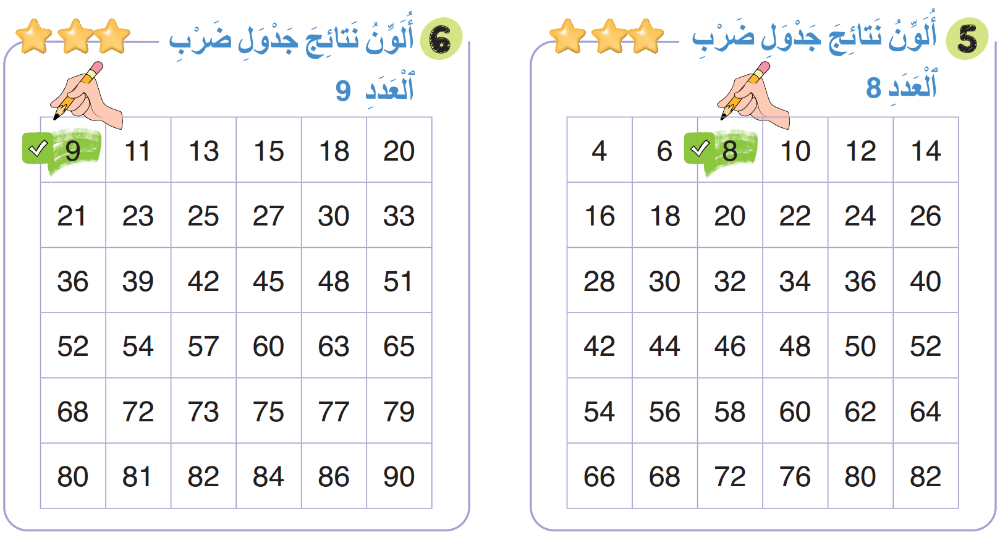 5 أُلَوِّنُ نَتائِجَ جَدْوَلِ ضَرْبِ
ٱلْعَدَدِ 8
4 6 8 10 12 14
16 18 20 22 24 26
28 30 32 34 36 40
42 44 46 48 50 52
54 56 58 60 62 64
66 68 72 76 80 82
6 أُلَوِّنُ نَتائِجَ جَدْوَلِ ضَرْبِ
ٱلْعَدَدِ 9
9 11 13 15 18 20
21 23 25 27 30 33
36 39 42 45 48 51
52 54 57 60 63 65
68 72 73 75 77 79
80 81 82 84 86 90